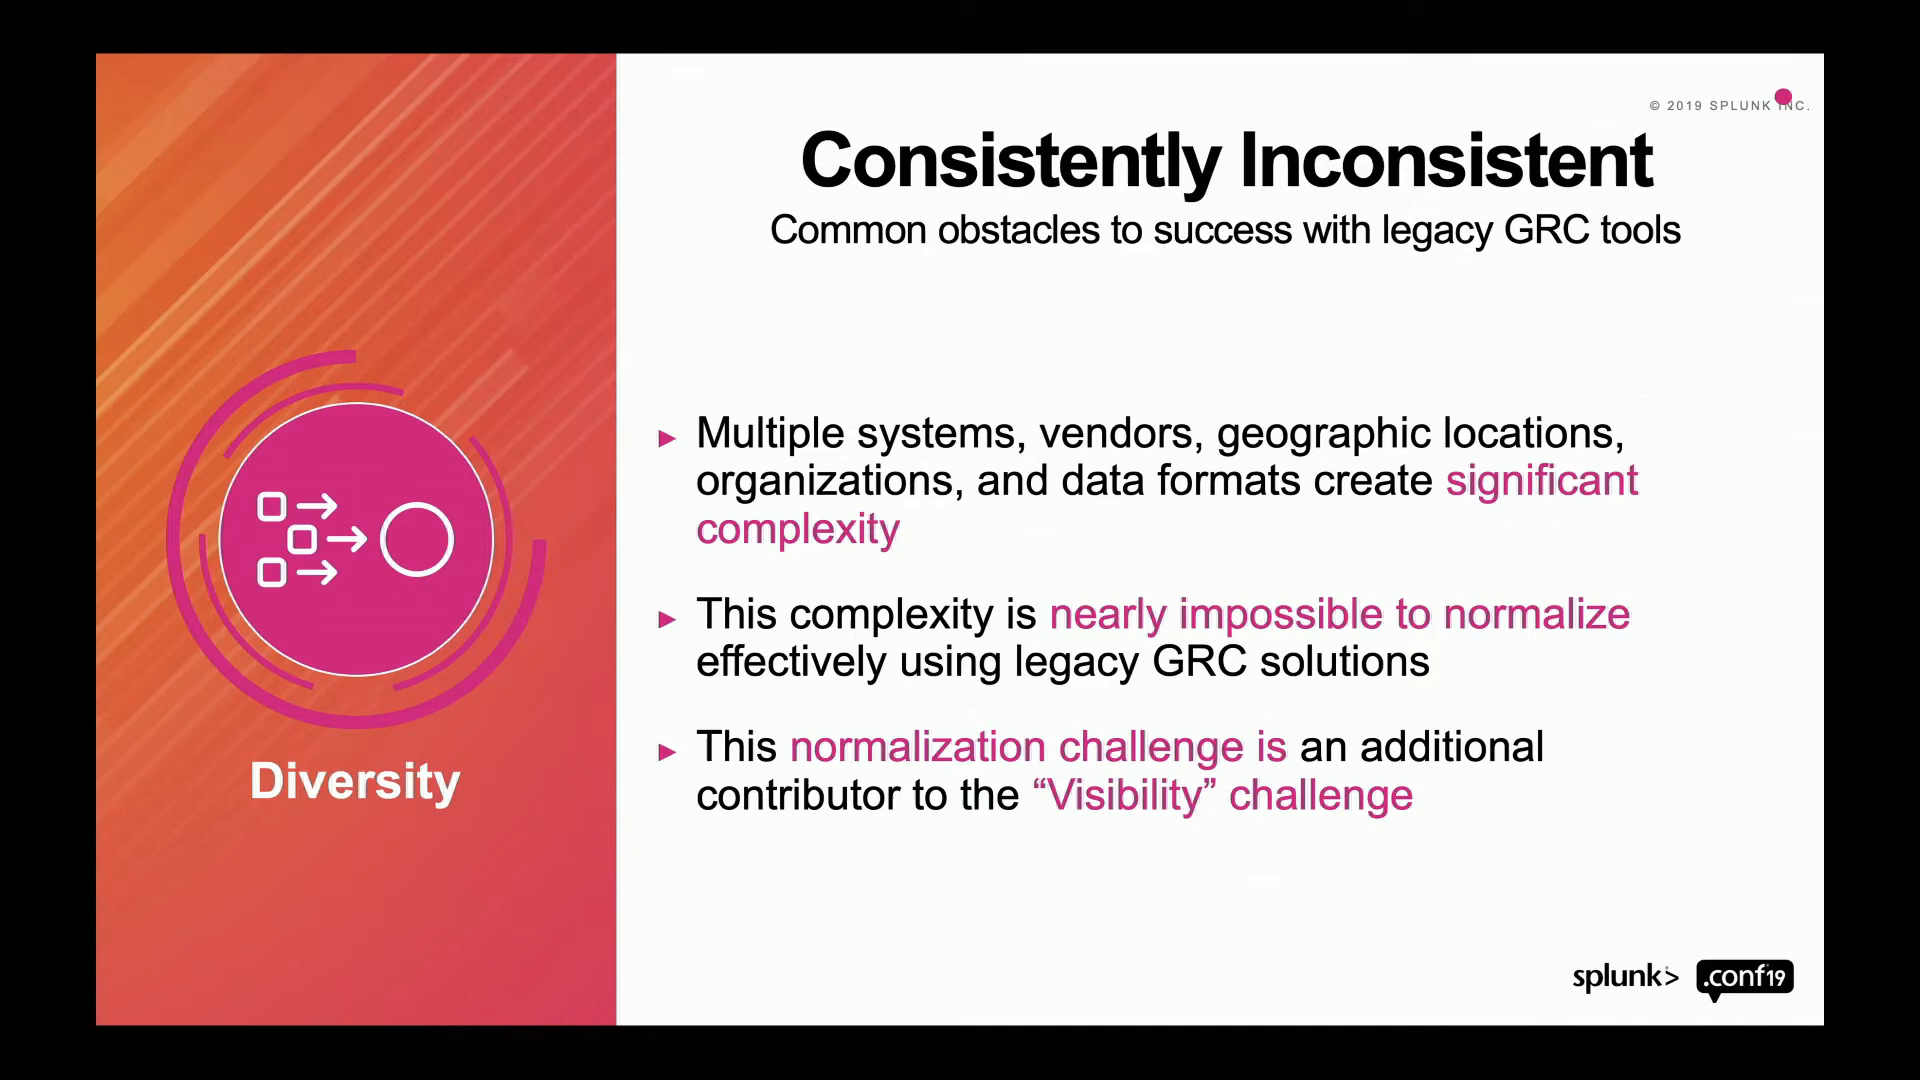 © 2019 SPLUNK INC.
Consistently Inconsistent
Common obstacles to success with legacy GRC tools
Multiple systems, vendors, geographic locations,
organizations, and data formats create significant
complexity
This complexity is nearly impossible to normalize
effectively using legacy GRC solutions
This normalization challenge is an additional
contributor to the “Visibility” challenge
Diversity
splunk> .conf19